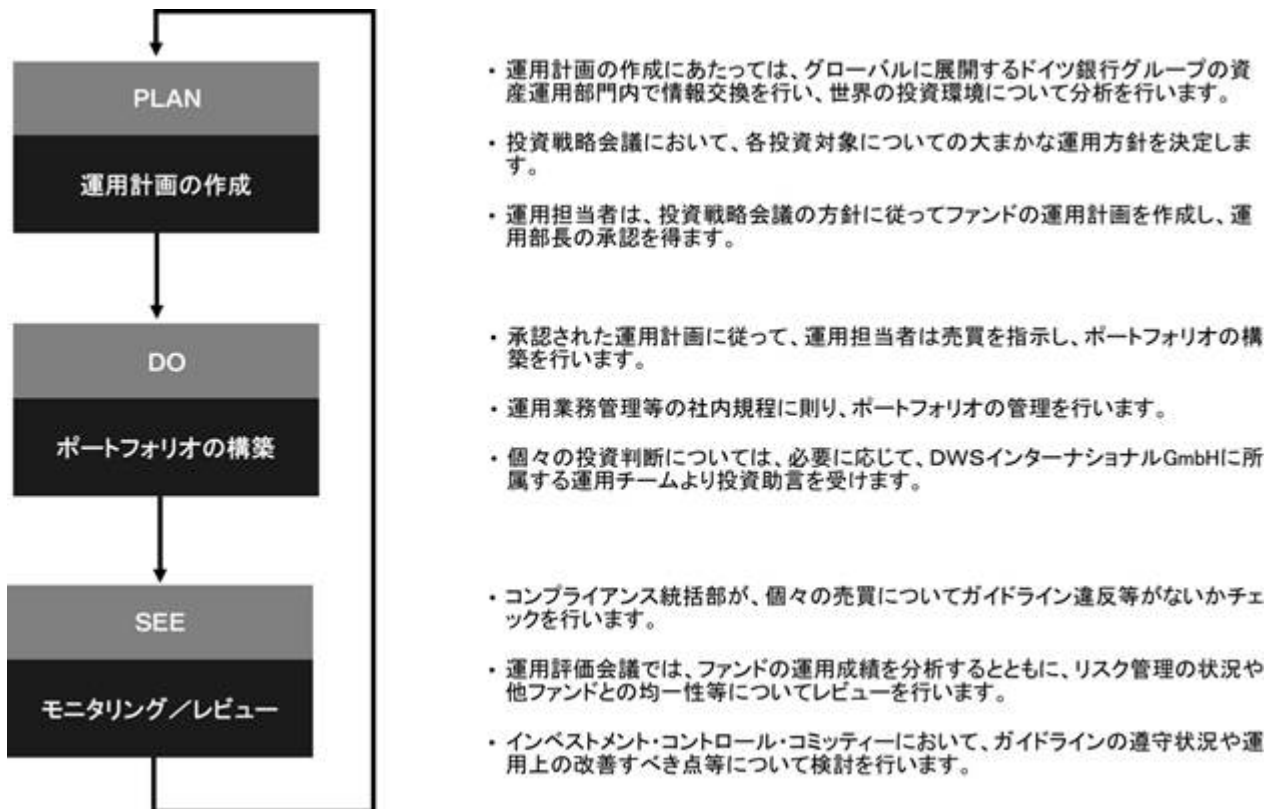 PLAN
運用計画の作成
・運用計画の作成にあたっては、グローバルに展開するドイツ銀行グループの資
産運用部門内で情報交換を行い、世界の投資環境について分析を行います。
・投資戦略会議において、各投資対象についての大まかな運用方針を決定しま
す。
・運用担当者は、投資戦略会議の方針に従ってファンドの運用計画を作成し、運
用部長の承認を得ます。
DO
ポートフォリオの構築
・承認された運用計画に従って、運用担当者は売買を指示し、ポートフォリオの構
築を行います。
・運用業務管理等の社内規程に則り、ポートフォリオの管理を行います。
・個々の投資判断については、必要に応じて、DWSインターナショナルGmbHに所
属する運用チームより投資助言を受けます。
SEE
モニタリング／レビュー
・コンプライアンス統括部が、個々の売買についてガイドライン違反等がないかチェ
ックを行います。
・運用評価会議では、ファンドの運用成績を分析するとともに、リスク管理の状況や
他ファンドとの均一性等についてレビューを行います。
・インベストメント・コントロール・コミッティーにおいて、ガイドラインの遵守状況や運
用上の改善すべき点等について検討を行います。